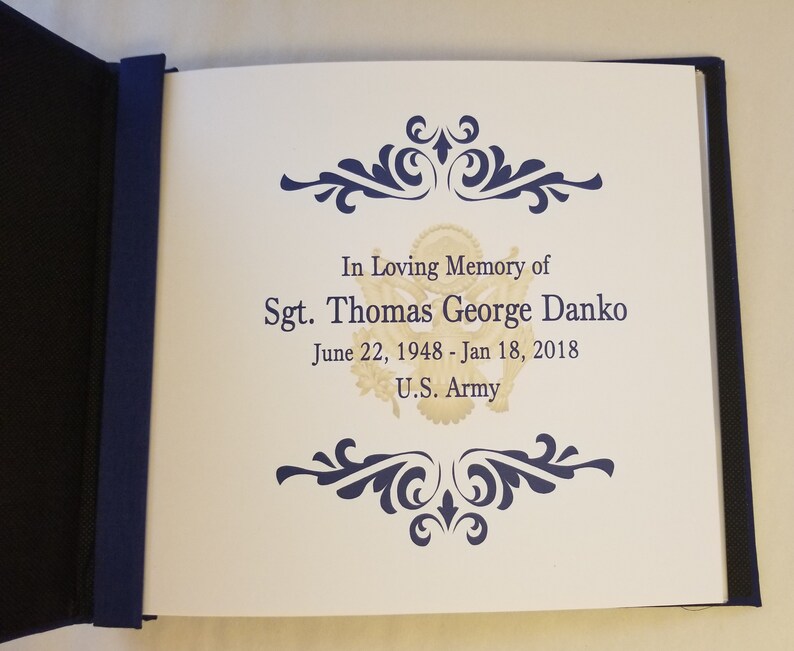 In Loving Memory of
Sgt. Thomas George Danko
June 22, 1948 - Jan 18, 2018
U.S. Army